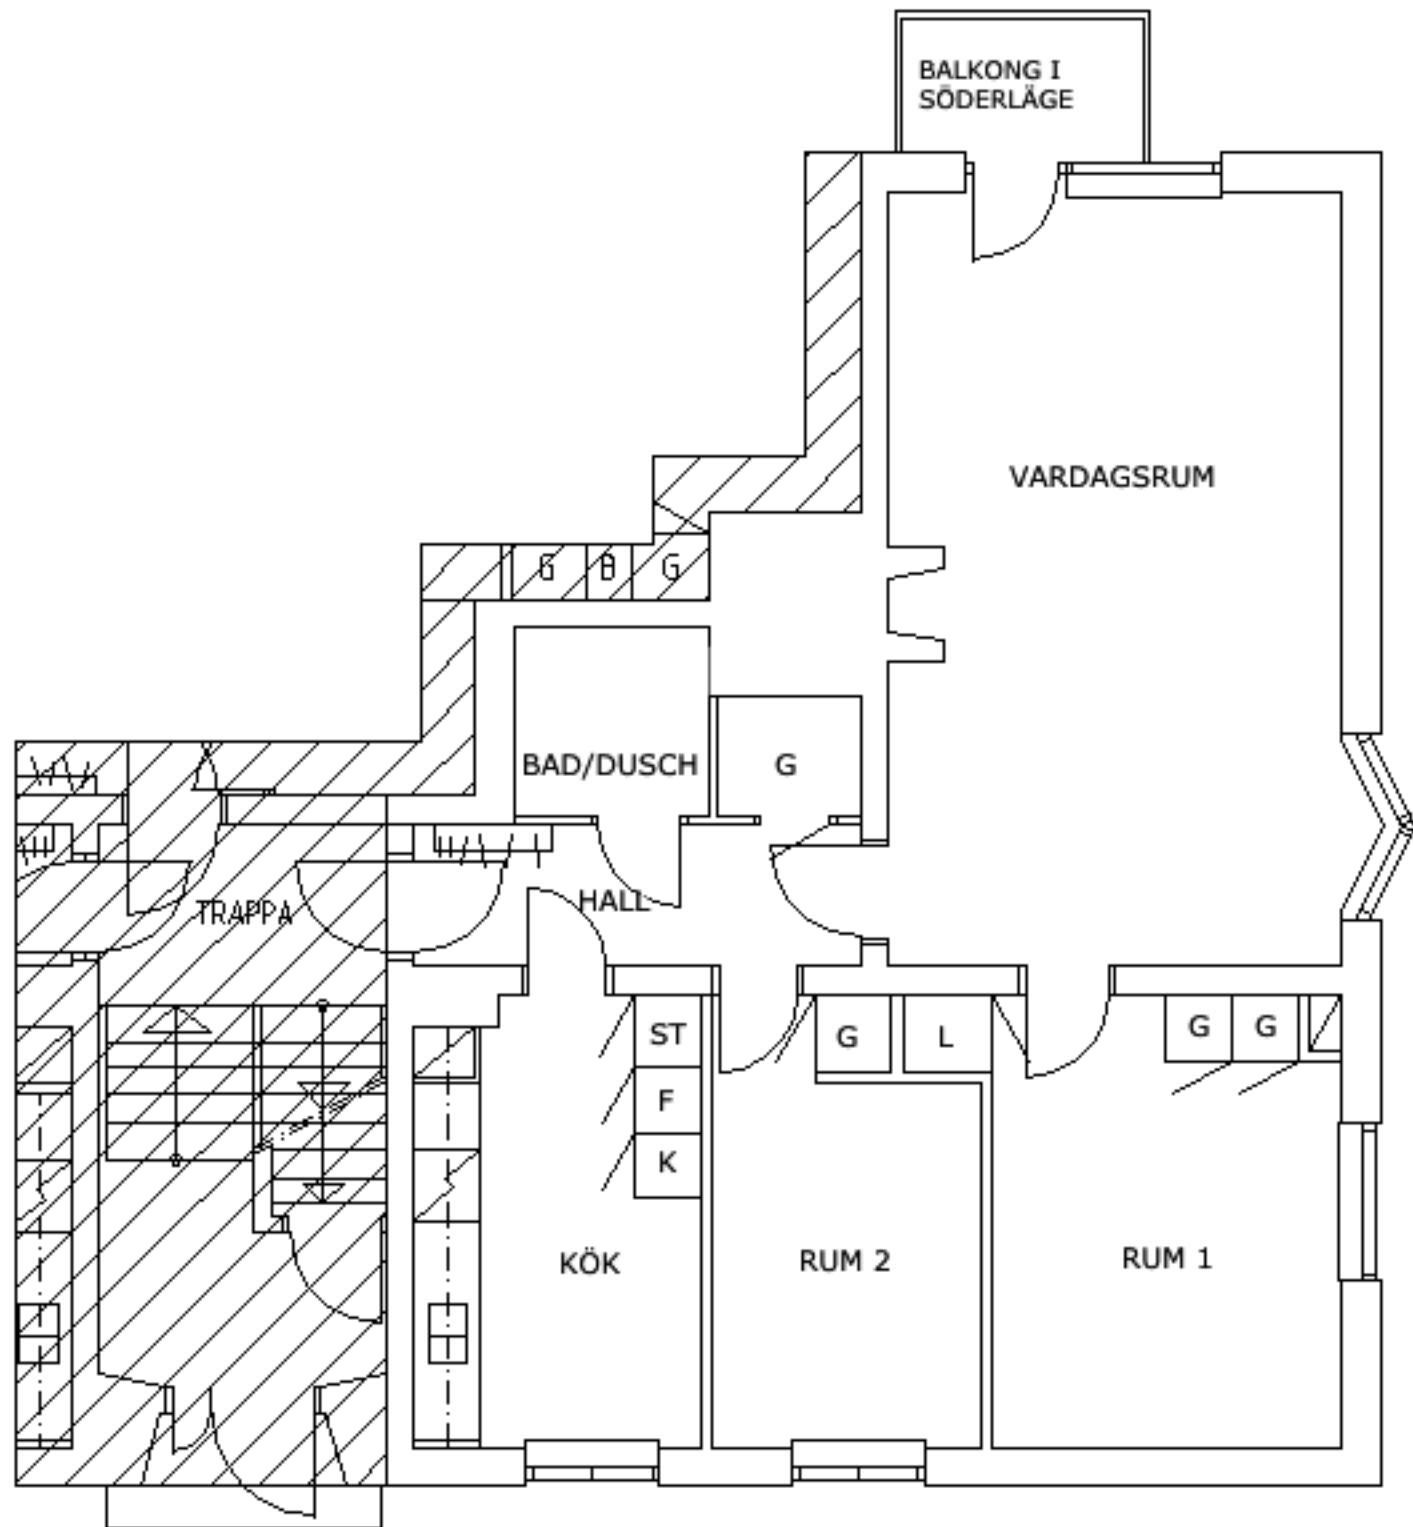 BALKONG I
SÖDERLÄGE
VARDAGSRUM
G
G
BAD/DUSCH
G
HALL
TRAPPA
ST
G
L
G
G
F
K
KÖK
RUM 2
RUM 1